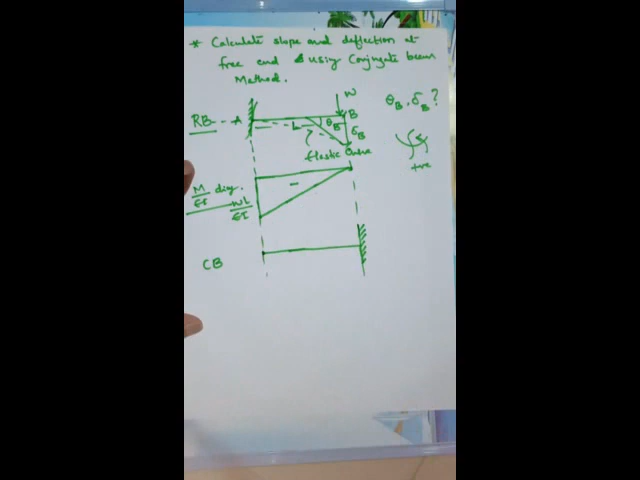 * Calculate slope and deflection at
free end & using Conjugate beam
Method.
W
θB, δB?
RB A L θB B
δB
Elastic Curve
+ve
M/EI diag.
WL/EI
-
CB